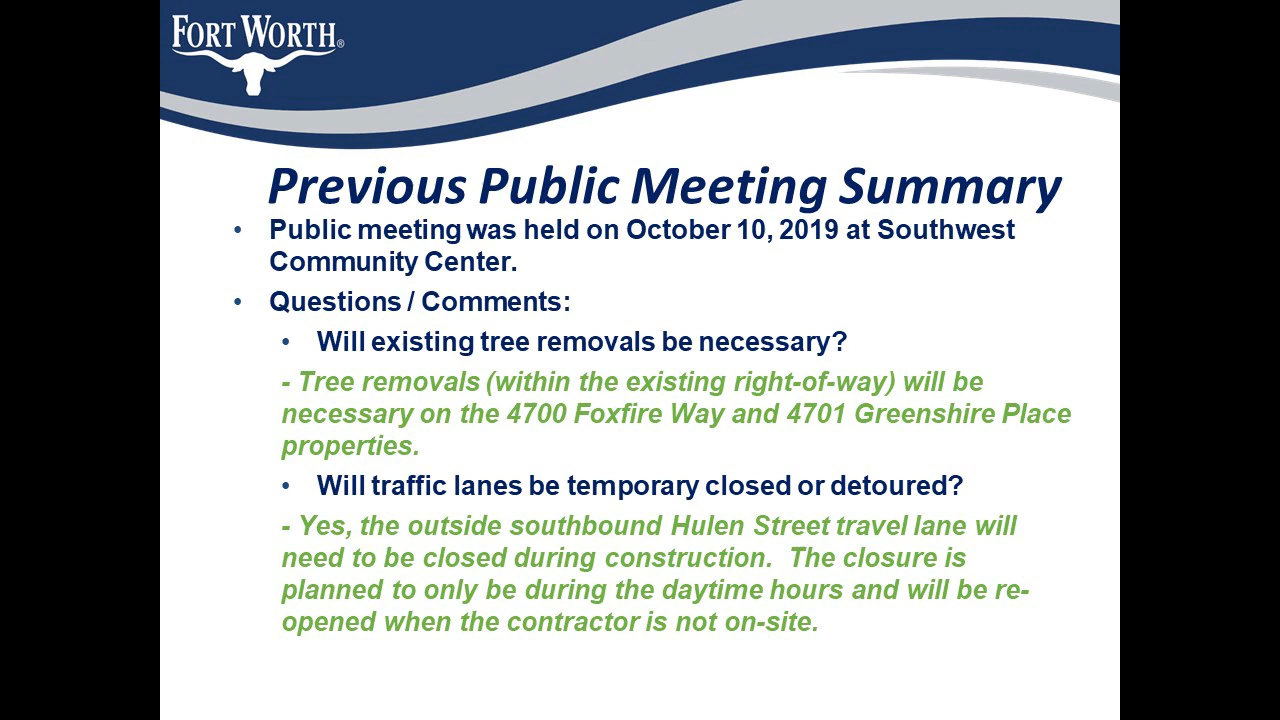 FORT WORTH®
Previous Public Meeting Summary
• Public meeting was held on October 10, 2019 at Southwest
Community Center.
• Questions / Comments:
• Will existing tree removals be necessary?
- Tree removals (within the existing right-of-way) will be
necessary on the 4700 Foxfire Way and 4701 Greenshire Place
properties.
• Will traffic lanes be temporary closed or detoured?
- Yes, the outside southbound Hulen Street travel lane will
need to be closed during construction.  The closure is
planned to only be during the daytime hours and will be re-
opened when the contractor is not on-site.